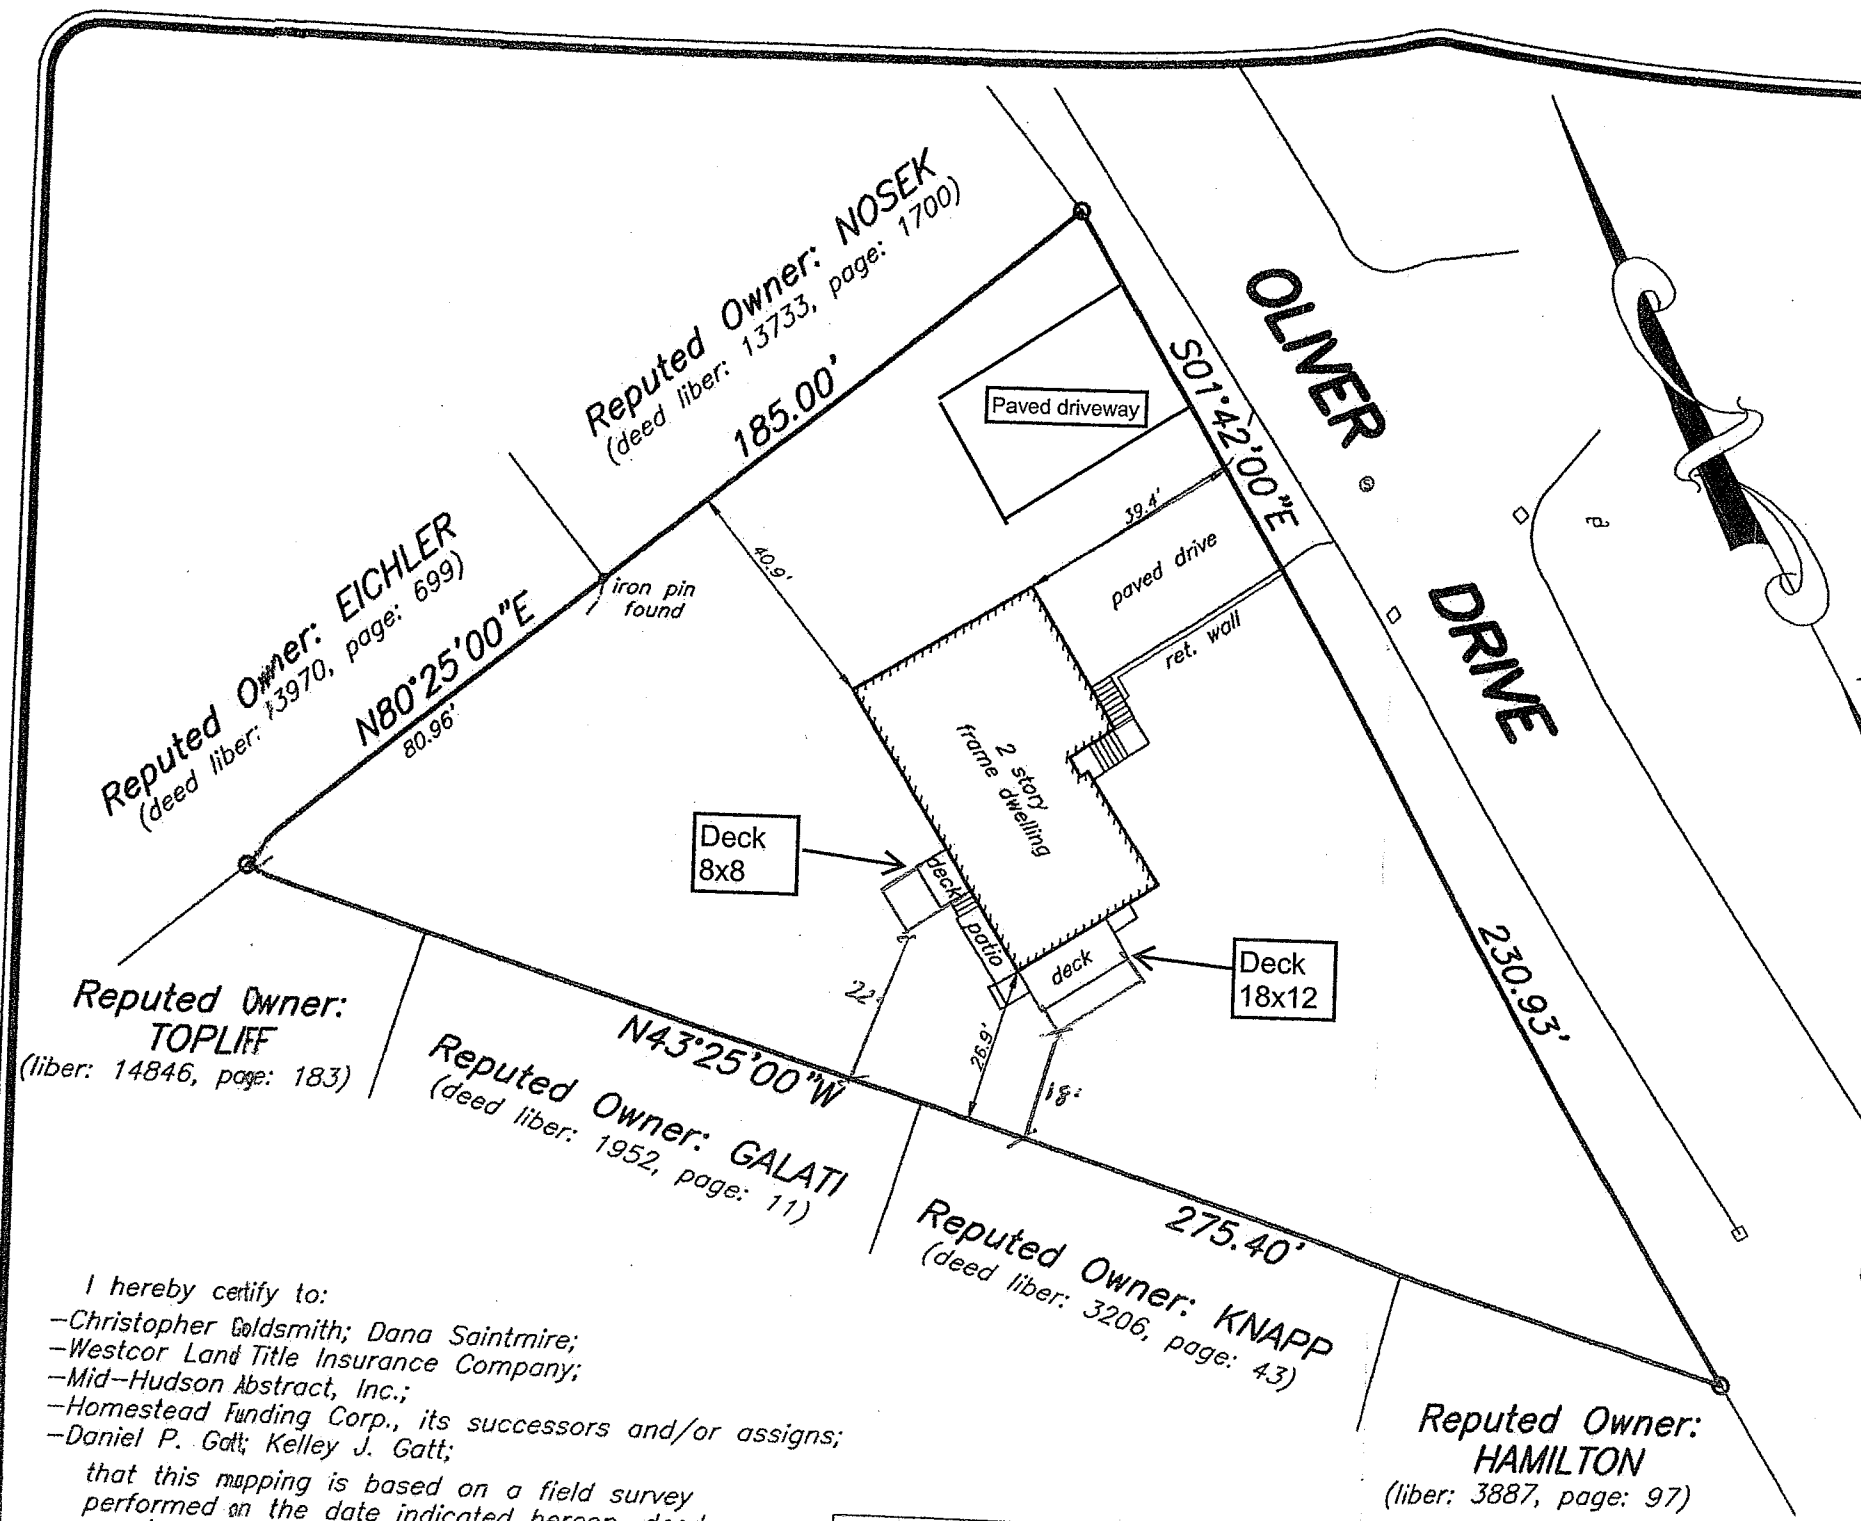 Reputed Owner: NOSEK
(deed liber: 13733, page: 1700)
185.00'
OLIVER
DRIVE
Paved driveway
S01°42'00"E
39.4'
40.9'
paved drive
ret. wall
iron pin
found
Reputed Owner: EICHLER
(deed liber: 13970, page: 699)
N80°25'00"E
80.96'
2 story
frame dwelling
Deck
8x8
deck
patio
deck
Deck
18x12
230.93'
22'
26.9'
18'
Reputed Owner:
TOPLIFF
(liber: 14846, page: 183)
N43°25'00"W
Reputed Owner: GALATI
(deed liber: 1952, page: 11)
275.40'
Reputed Owner: KNAPP
(deed liber: 3206, page: 43)
Reputed Owner:
HAMILTON
(liber: 3887, page: 97)
I hereby certify to:
-Christopher Goldsmith; Dana Saintmire;
-Westcor Land Title Insurance Company;
-Mid-Hudson Abstract, Inc.;
-Homestead Funding Corp., its successors and/or assigns;
-Daniel P. Gatt; Kelley J. Gatt;
that this mapping is based on a field survey
performed on the date indicated hereon, deed